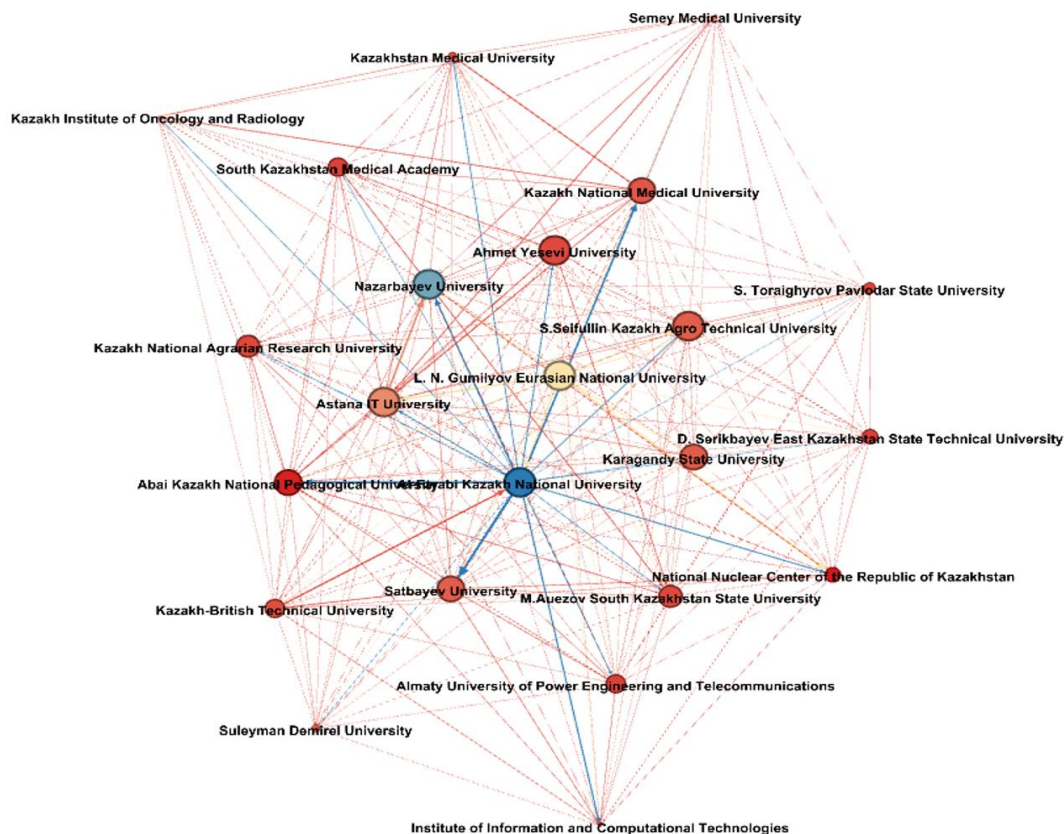 Semey Medical University
Kazakhstan Medical University
Kazakh Institute of Oncology and Radiology
South Kazakhstan Medical Academy
Kazakh National Medical University
Ahmet Yesevi University
Nazarbayev University
S. Toraighyrov Pavlodar State University
S.Seifullin Kazakh Agro Technical University
Kazakh National Agrarian Research University
L. N. Gumilyov Eurasian National University
Astana IT University
D. Serikbayev East Kazakhstan State Technical University
Karagandy State University
Abai Kazakh National Pedagogical University
Al-Farabi Kazakh National University
National Nuclear Center of the Republic of Kazakhstan
Satbayev University
M.Auezov South Kazakhstan State University
Kazakh-British Technical University
Almaty University of Power Engineering and Telecommunications
Suleyman Demirel University
Institute of Information and Computational Technologies